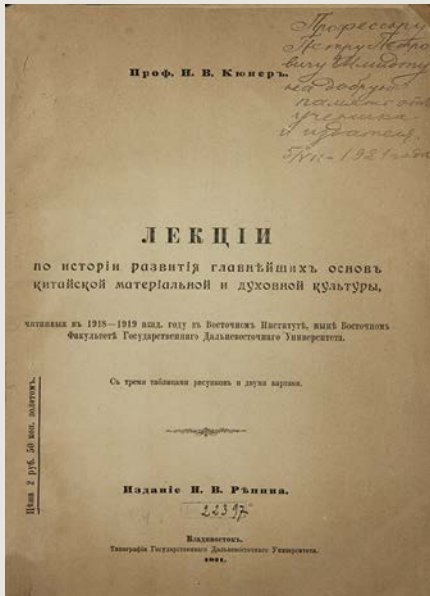 Профессору
Петру Петро
вичу Шмидту
на добрую
память отъ
ученика
и издателя.
5/VII - 1921 года
Проф. Н. В. Кюнеръ.
ЛЕКЦІИ
по исторіи развитія главнѣйшихъ основъ
китайской матеріальной и духовной культуры,
читанныя въ 1918—1919 акад. году въ Восточномъ Институтѣ, нынѣ Восточномъ
Факультетѣ Государственнаго Дальневосточнаго Университета.
Съ тремя таблицами рисунковъ и двумя картами.
Цѣна 2 руб. 50 коп. золотомъ.
Изданіе И. В. Рѣпина.
22397
Владивостокъ.
Типографія Государственнаго Дальневосточнаго Университета.
1921.